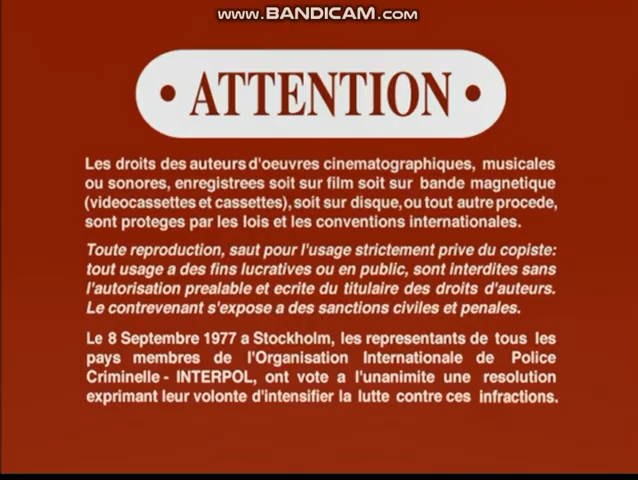 www.BANDICAM.com
• ATTENTION •
Les droits des auteurs d'oeuvres cinematographiques, musicales
ou sonores, enregistrees soit sur film soit sur bande magnetique
(videocassettes et cassettes), soit sur disque, ou tout autre procede,
sont proteges par les lois et les conventions internationales.
Toute reproduction, saut pour l'usage strictement prive du copiste:
tout usage a des fins lucratives ou en public, sont interdites sans
l'autorisation prealable et ecrite du titulaire des droits d'auteurs.
Le contrevenant s'expose a des sanctions civiles et penales.
Le 8 Septembre 1977 a Stockholm, les representants de tous les
pays membres de l'Organisation Internationale de Police
Criminelle - INTERPOL, ont vote a l'unanimite une resolution
exprimant leur volonte d'intensifier la lutte contre ces infractions.